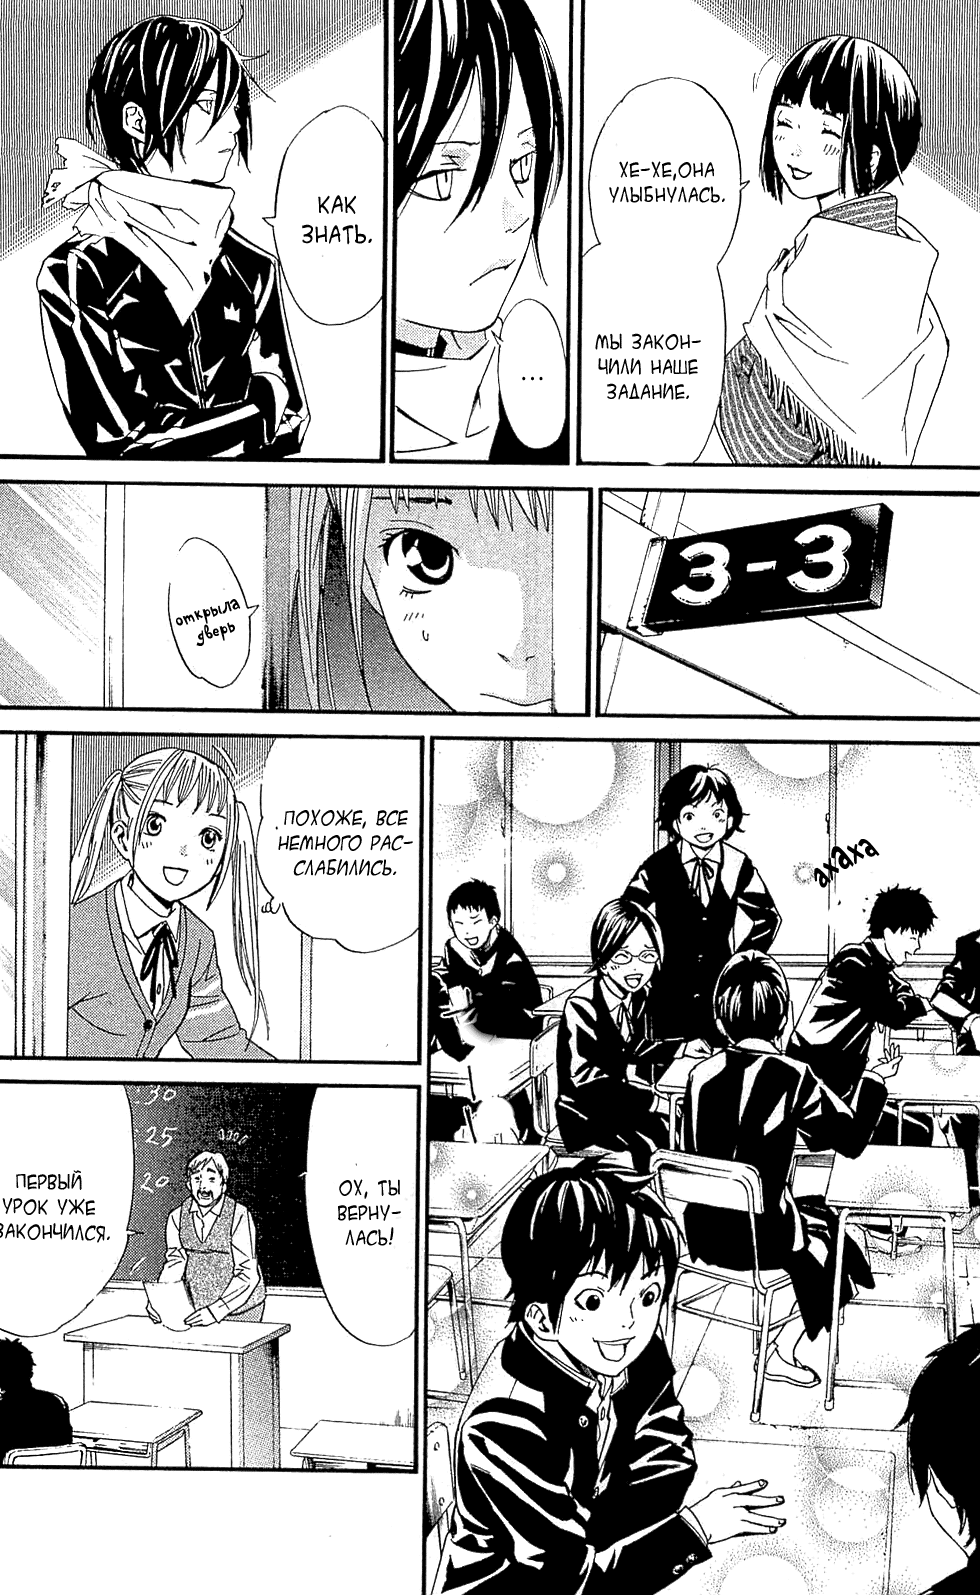 ХЕ-ХЕ,ОНА
УЛЫБНУЛАСЬ.
МЫ ЗАКОН-
ЧИЛИ НАШЕ
ЗАДАНИЕ.
...
КАК
ЗНАТЬ.
3-3
открыла
дверь
ПОХОЖЕ, ВСЕ
НЕМНОГО РАС-
СЛАБИЛИСЬ.
ахаха
ОХ, ТЫ
ВЕРНУ-
ЛАСЬ!
30
25
20
ПЕРВЫЙ
УРОК УЖЕ
ЗАКОНЧИЛСЯ.